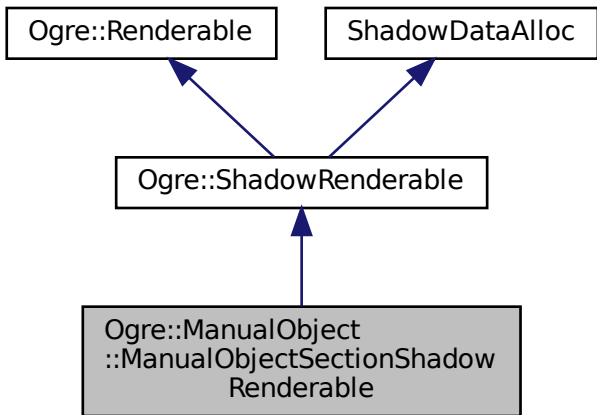 Ogre::Renderable
ShadowDataAlloc
Ogre::ShadowRenderable
Ogre::ManualObject
::ManualObjectSectionShadow
Renderable